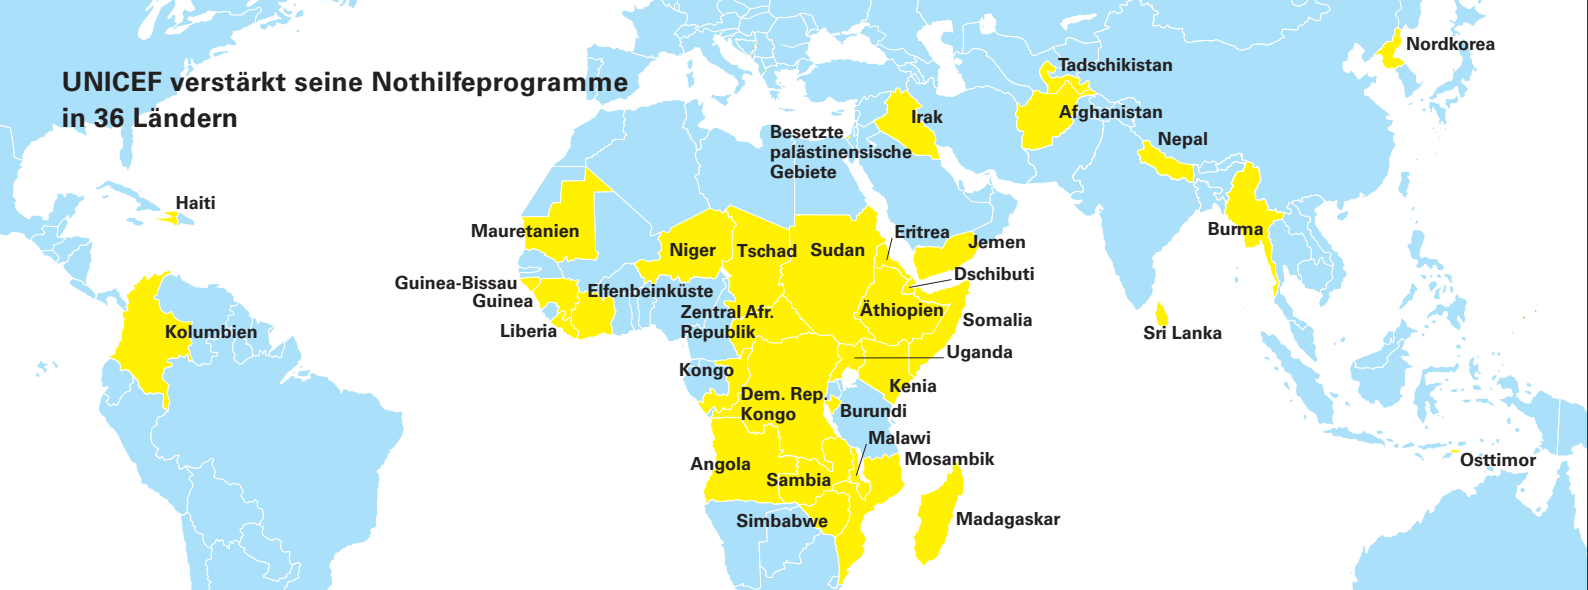 UNICEF verstärkt seine Nothilfeprogramme
in 36 Ländern
Nordkorea
Tadschikistan
Afghanistan
Irak
Besetzte
palästinensische
Gebiete
Nepal
Haiti
Mauretanien
Niger
Tschad
Sudan
Eritrea
Jemen
Burma
Dschibuti
Guinea-Bissau
Guinea
Elfenbeinküste
Zentral Afr.
Republik
Äthiopien
Somalia
Liberia
Kolumbien
Sri Lanka
Uganda
Kongo
Kenia
Dem. Rep.
Kongo
Burundi
Malawi
Mosambik
Angola
Sambia
Osttimor
Simbabwe
Madagaskar